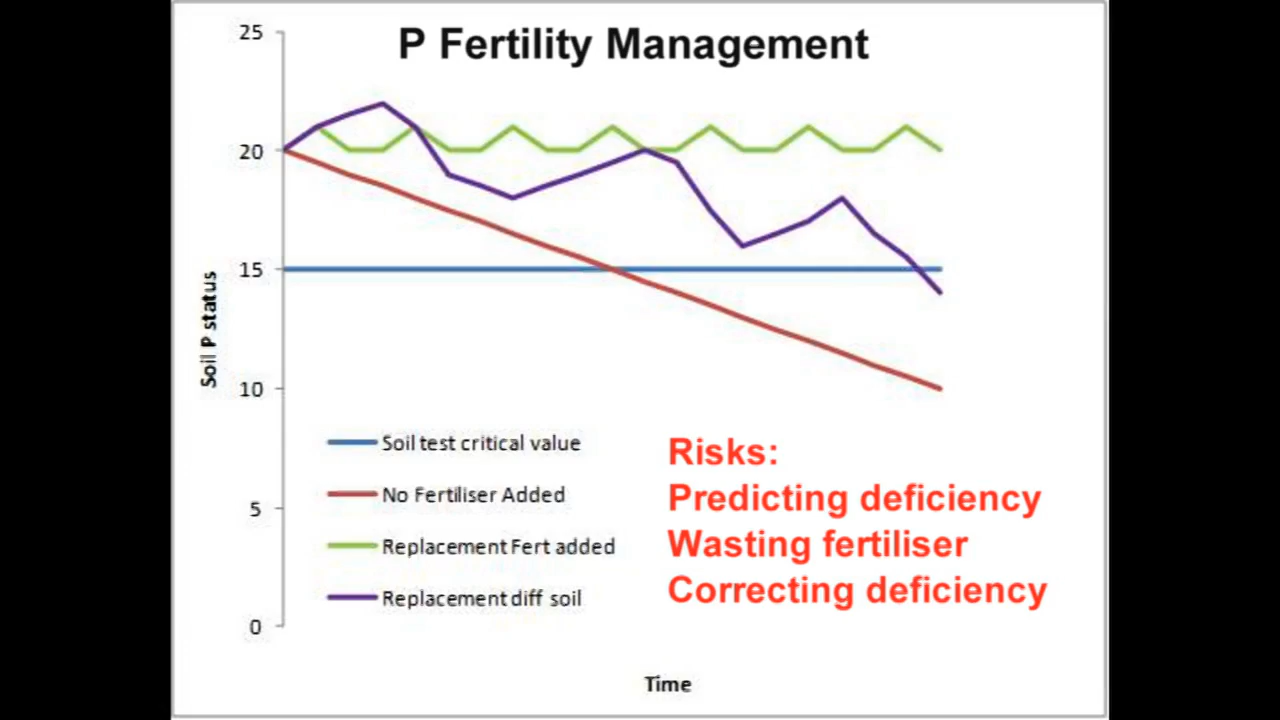 P Fertility Management
25
20
15
10
5
0
Soil P status
Soil test critical value
No Fertiliser Added
Replacement Fert added
Replacement diff soil
Risks:
Predicting deficiency
Wasting fertiliser
Correcting deficiency
Time